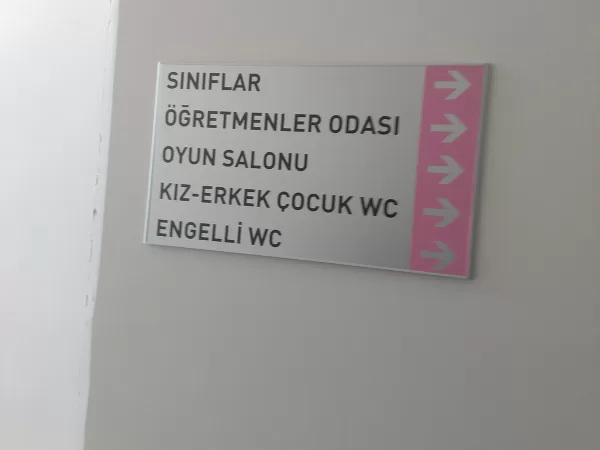 SINIFLAR
ÖĞRETMENLER ODASI
OYUN SALONU
KIZ-ERKEK ÇOCUK WC
ENGELLİ WC